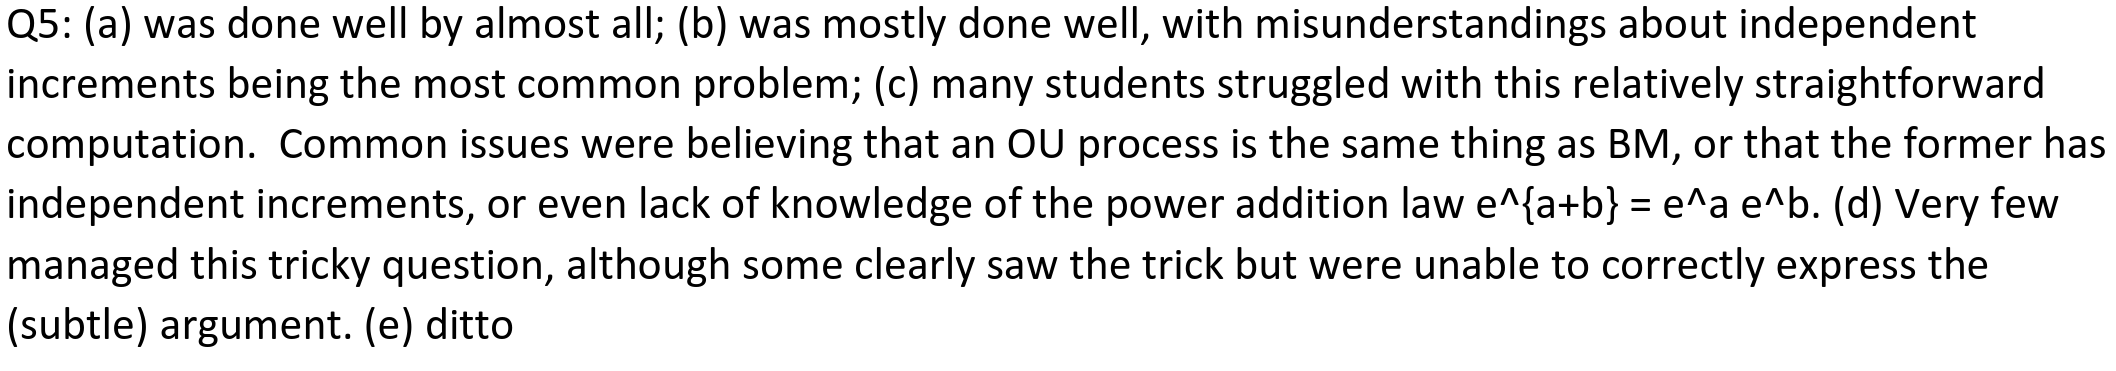 Q5: (a) was done well by almost all; (b) was mostly done well, with misunderstandings about independent
increments being the most common problem; (c) many students struggled with this relatively straightforward
computation.  Common issues were believing that an OU process is the same thing as BM, or that the former has
independent increments, or even lack of knowledge of the power addition law e^{a+b} = e^a e^b. (d) Very few
managed this tricky question, although some clearly saw the trick but were unable to correctly express the
(subtle) argument. (e) ditto